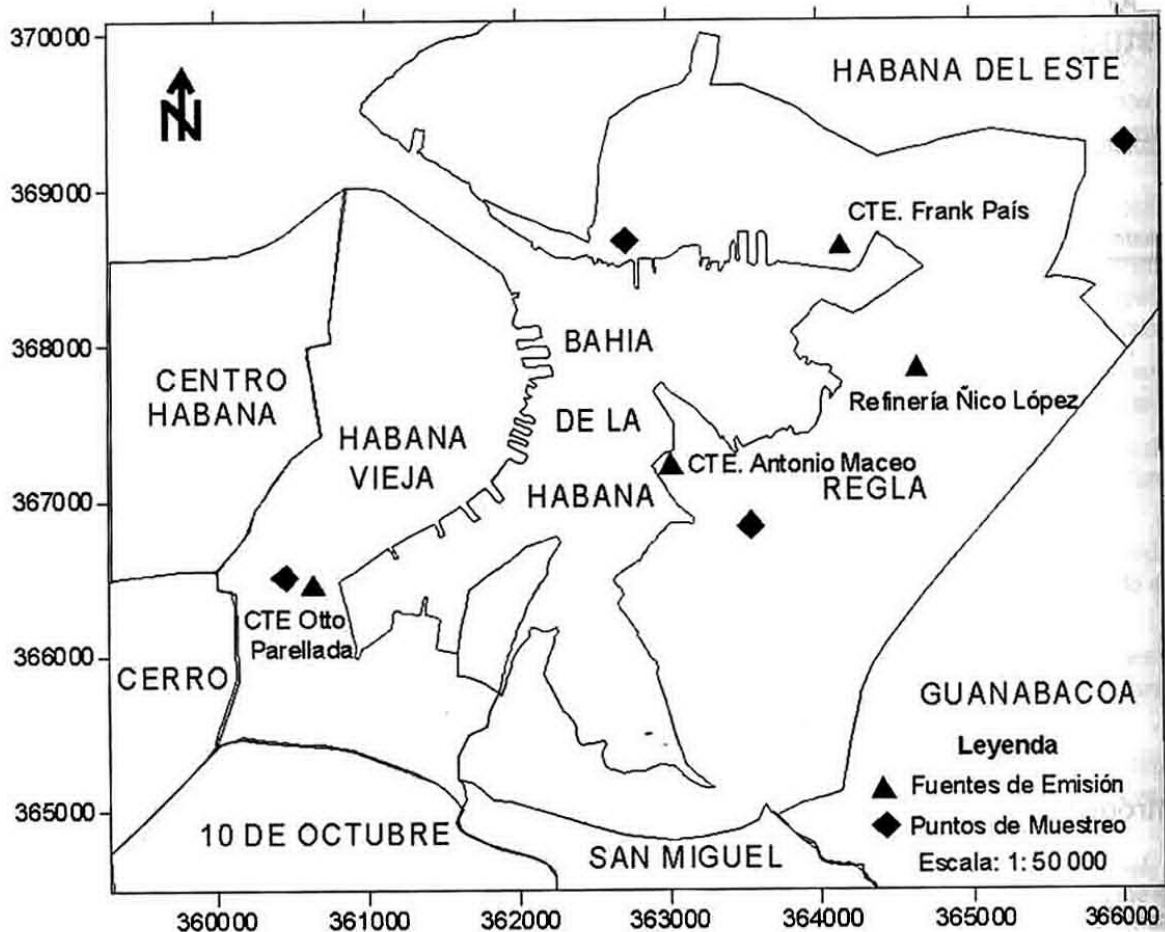 370000
369000
368000
367000
366000
365000
N
HABANA DEL ESTE
CTE. Frank País
CENTRO
HABANA
HABANA
VIEJA
BAHIA
DE LA
HABANA
Refinería Ñico López
CTE. Antonio Maceo
REGLA
CTE Otto
Parellada
CERRO
GUANABACOA
10 DE OCTUBRE
SAN MIGUEL
Leyenda
Fuentes de Emisión
Puntos de Muestreo
Escala: 1: 50 000
360000
361000
362000
363000
364000
365000
366000